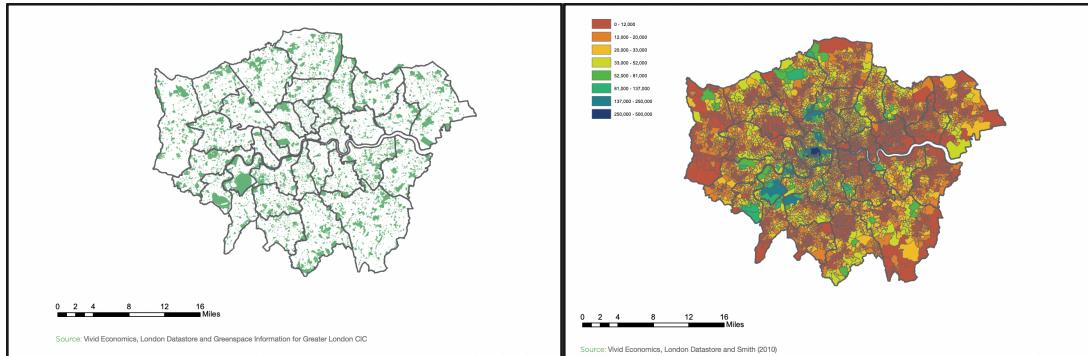 0 2 4 8 12 16
Miles
Source: Vivid Economics, London Datastore and Greenspace Information for Greater London CIC
0 - 12,000
12,000 - 20,000
20,000 - 33,000
33,000 - 52,000
52,000 - 81,000
81,000 - 137,000
137,000 - 250,000
250,000 - 500,000
0 2 4 8 12 16
Miles
Source: Vivid Economics, London Datastore and Smith (2010)